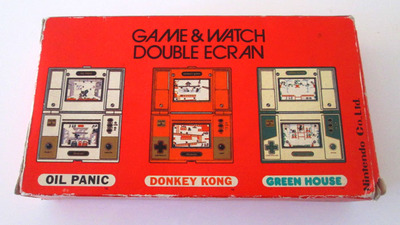 GAME & WATCH
DOUBLE ECRAN
OIL PANIC
DONKEY KONG
GREEN HOUSE
Nintendo Co., Ltd.